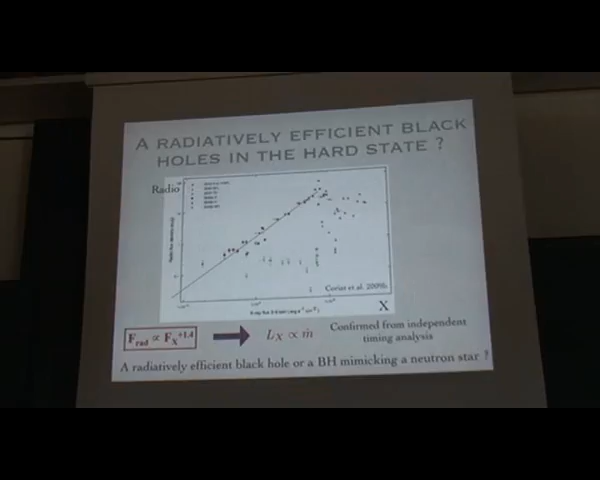 A RADIATIVELY EFFICIENT BLACK
HOLES IN THE HARD STATE ?
Radio
Coriat et al. 2009b
X
F_rad ∝ F_X^+1.4
L_X ∝ ṁ
Confirmed from independent
timing analysis
A radiatively efficient black hole or a BH mimicking a neutron star ?